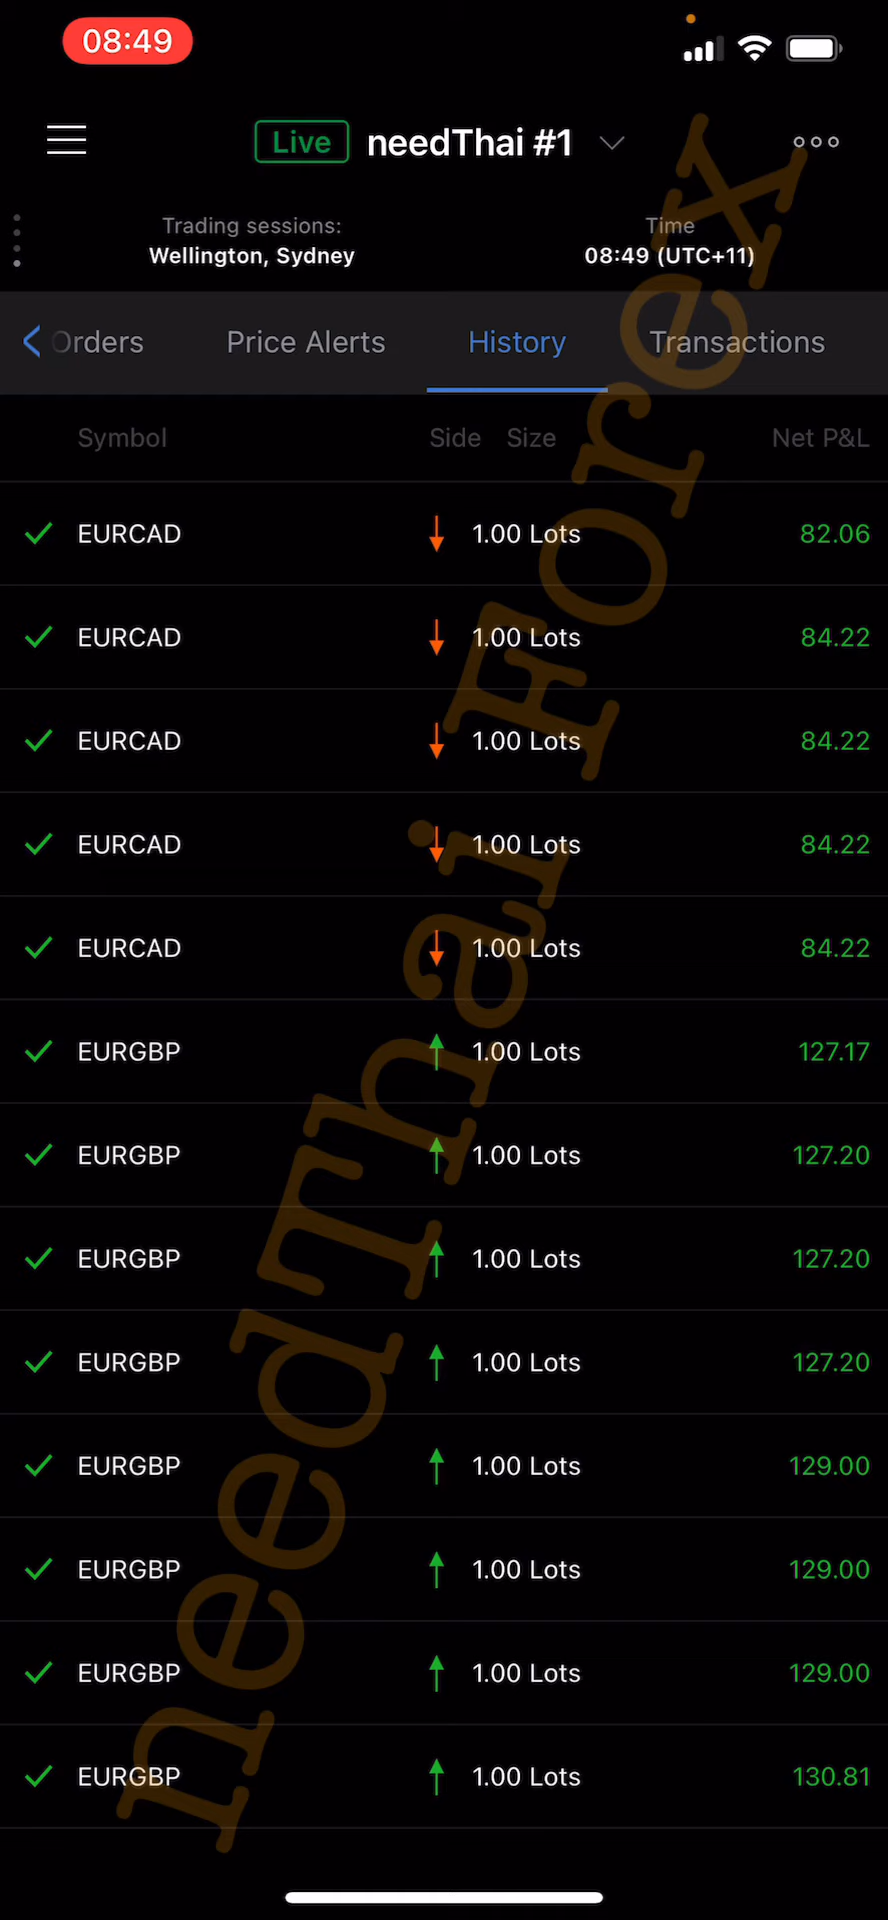 08:49
Live needThai #1
Trading sessions: Time
Wellington, Sydney 08:49 (UTC+11)
Orders Price Alerts History Transactions
Symbol Side Size Net P&L
EURCAD 1.00 Lots 82.06
EURCAD 1.00 Lots 84.22
EURCAD 1.00 Lots 84.22
EURCAD 1.00 Lots 84.22
EURCAD 1.00 Lots 84.22
EURGBP 1.00 Lots 127.17
EURGBP 1.00 Lots 127.20
EURGBP 1.00 Lots 127.20
EURGBP 1.00 Lots 127.20
EURGBP 1.00 Lots 129.00
EURGBP 1.00 Lots 129.00
EURGBP 1.00 Lots 129.00
EURGBP 1.00 Lots 130.81
needThai Forex